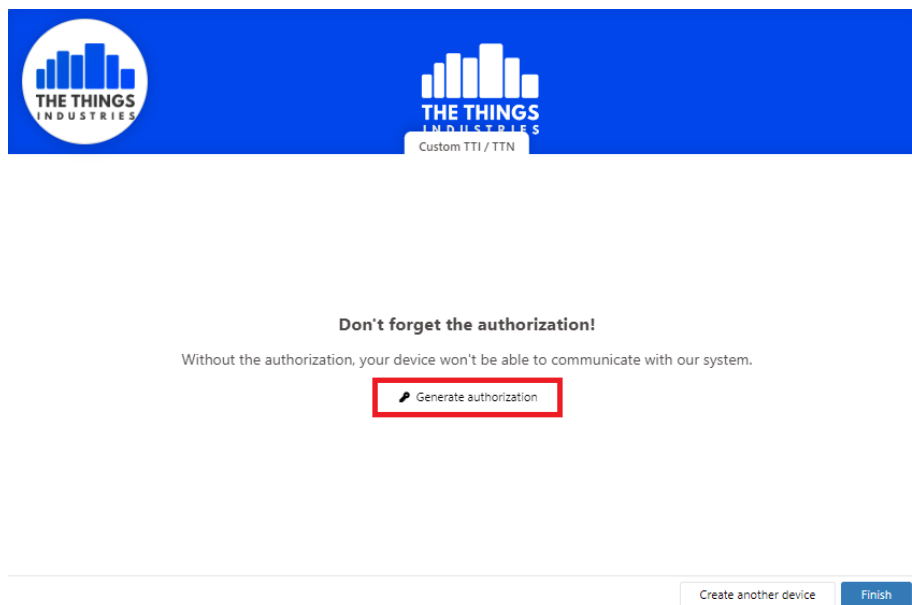 THE THINGS
INDUSTRIES
THE THINGS
INDUSTRIES
Custom TTI / TTN
Don't forget the authorization!
Without the authorization, your device won't be able to communicate with our system.
Generate authorization
Create another device
Finish